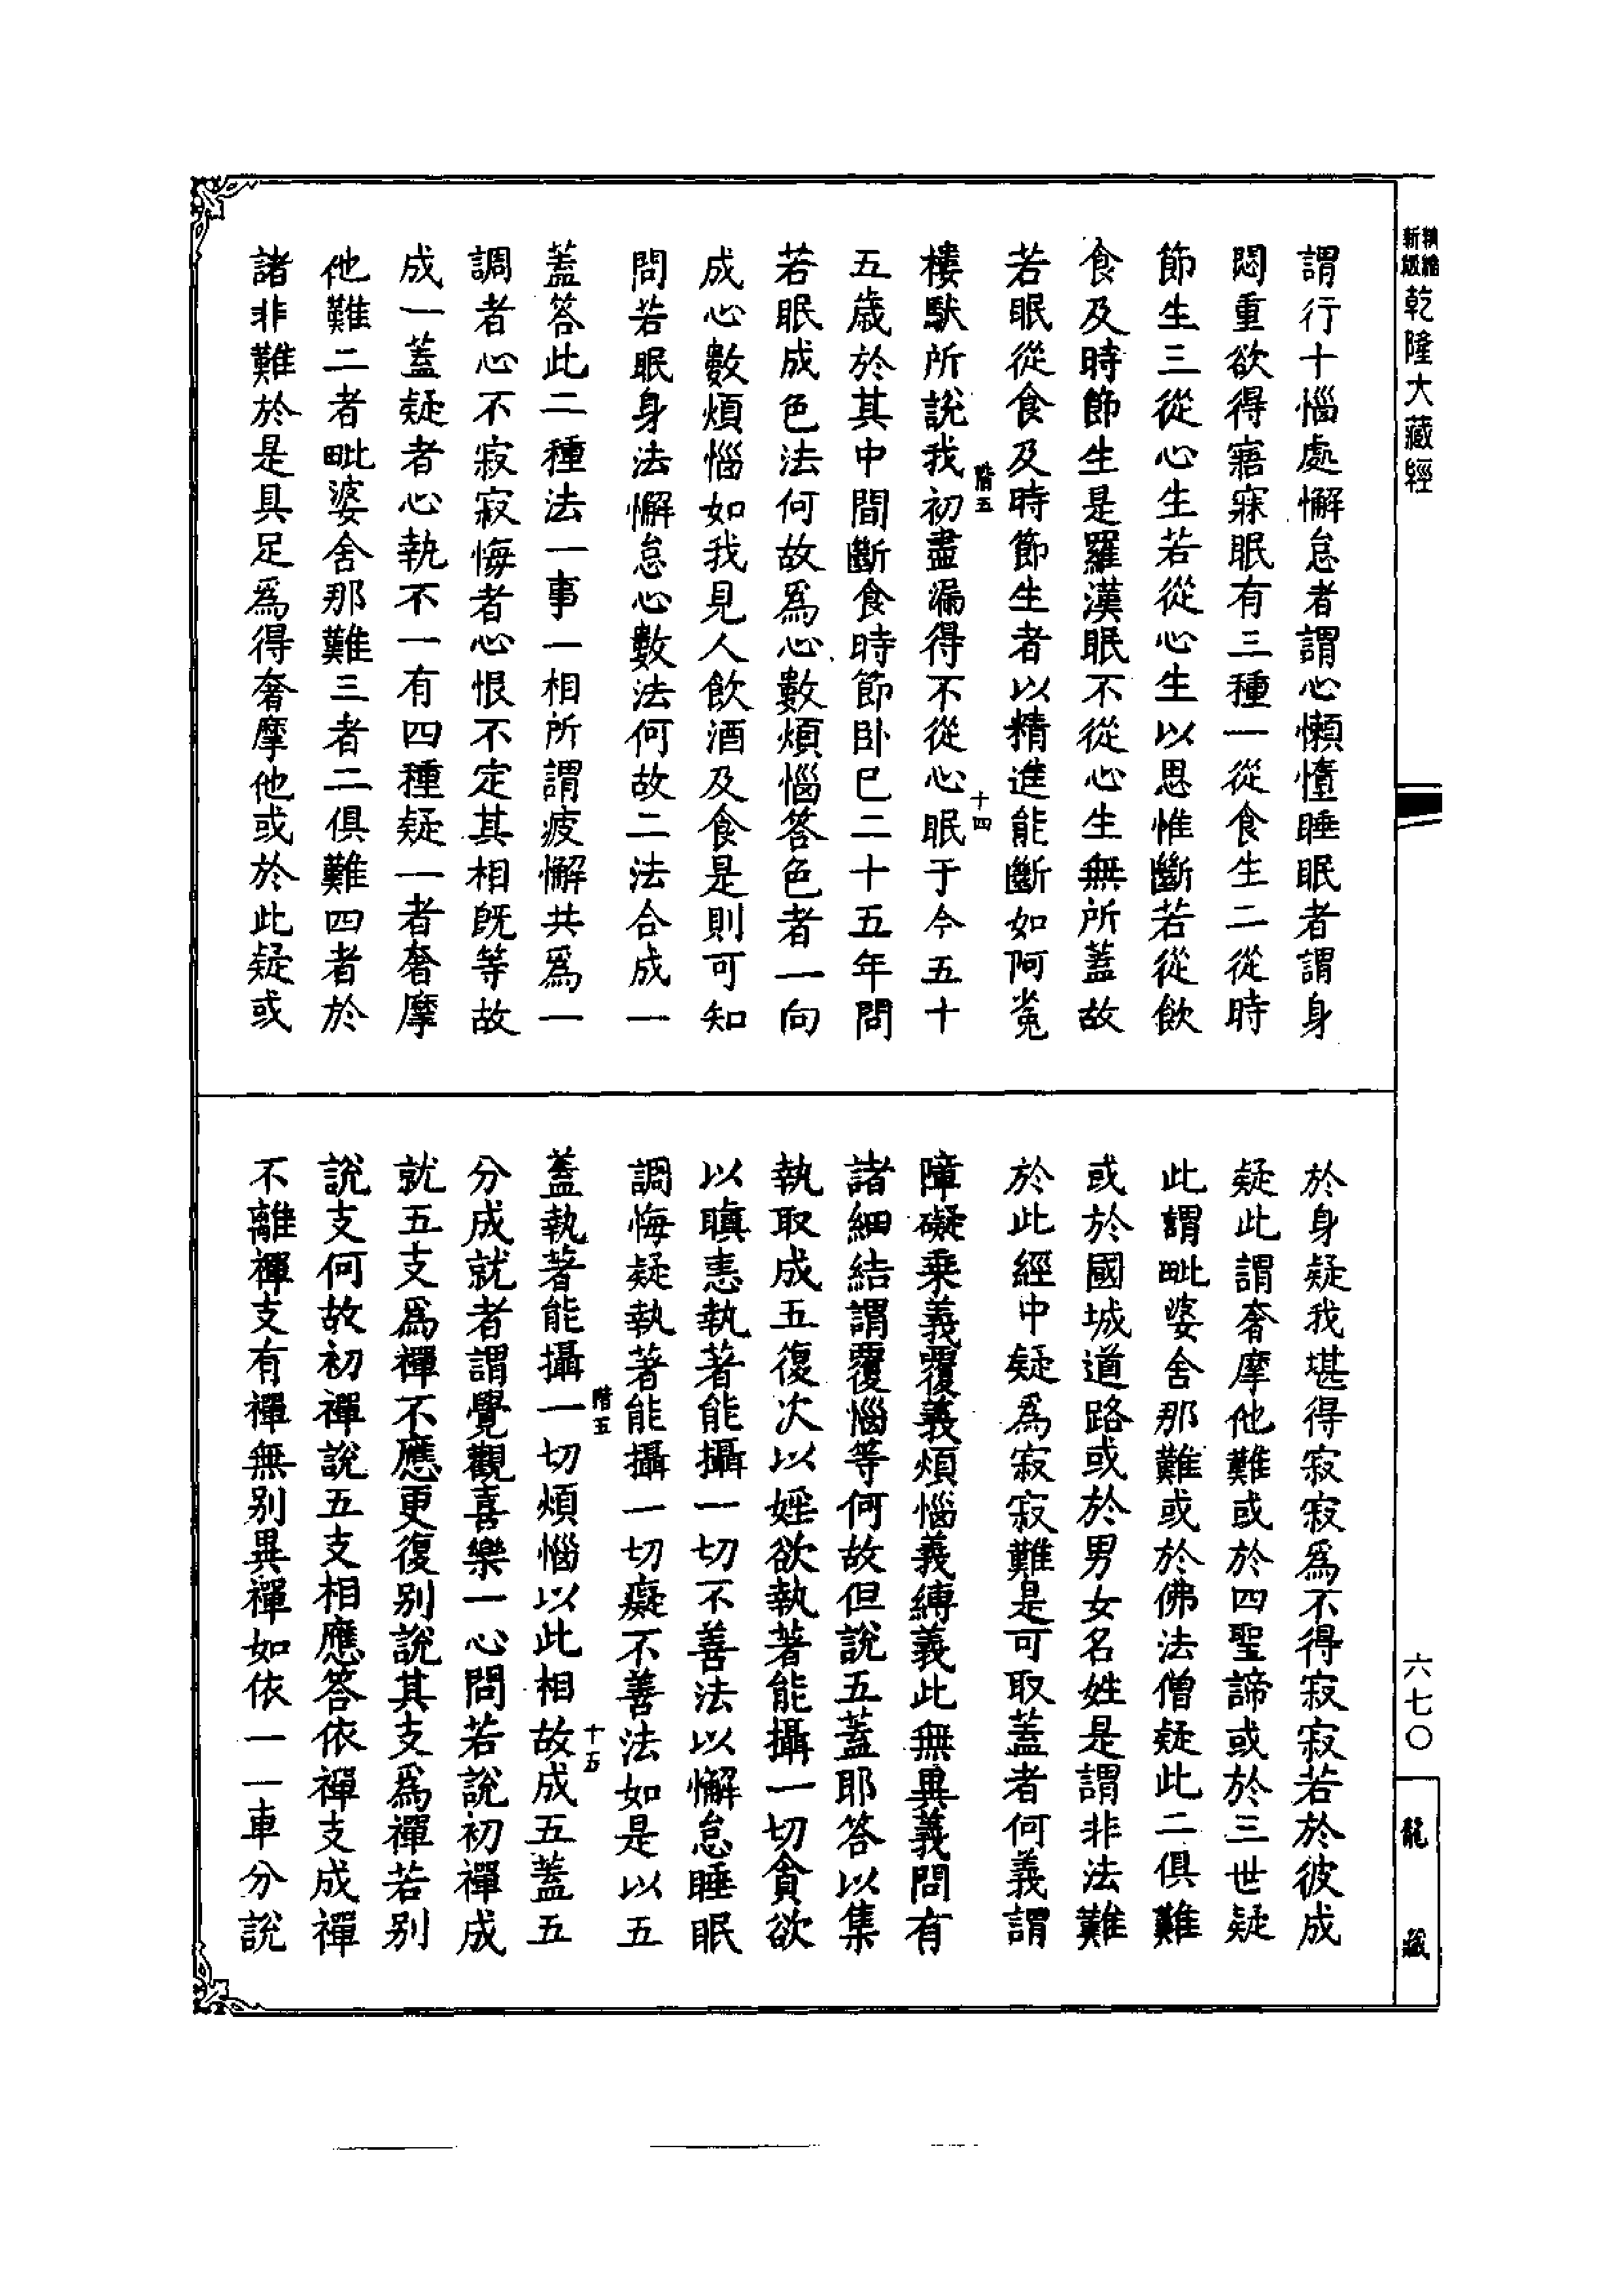 精縮
新版
乾隆大藏經
謂行十惱處懈怠者謂心懶憧睡眠者謂身
悶重欲得寤寐眠有三種一從食生二從時
節生三從心生若從心生以思惟斷若從飲
食及時節生是羅漢眠不從心生無所蓋故
若眠從食及時節生者以精進能斷如阿㝹
階五
十四
樓馱所說我初盡漏得不從心眠于今五十
五歲於其中間斷食時節卧巳二十五年問
若眠成色法何故爲心數煩惱答色者一向
成心數煩惱如我見人飲酒及食是則可知
問若眠身法懈怠心數法何故二法合成一
蓋答此二種法一事一相所謂疲懈共爲一
調者心不寂寂悔者心恨不定其相既等故
成一蓋疑者心執不一有四種疑一者奢摩
他難二者毗婆舍那難三者二俱難四者於
諸非難於是具足爲得奢摩他或於此疑或
於身疑我堪得寂寂爲不得寂寂若於彼成
疑此謂奢摩他難或於四聖諦或於三世疑
此謂毗婆舍那難或於佛法僧疑此二俱難
或於國城道路或於男女名姓是謂非法難
於此經中疑爲寂寂難是可取蓋者何義謂
障礙乗義覆義煩惱義縛義此無異義問有
諸細結謂覆惱等何故但說五蓋耶答以集
執取成五復次以婬欲執著能攝一切貪欲
以瞋恚執著能攝一切不善法以懈怠睡眠
調悔疑執著能攝一切癡不善法如是以五
階五
十五
蓋執著能攝一切煩惱以此相故成五蓋五
分成就者謂覺觀喜樂一心問若說初禪成
就五支爲禪不應更復别說其支爲禪若别
說支何故初禪說五支相應答依禪支成禪
不離禪支有禪無别異禪如依一一車分說
六七〇
龍藏